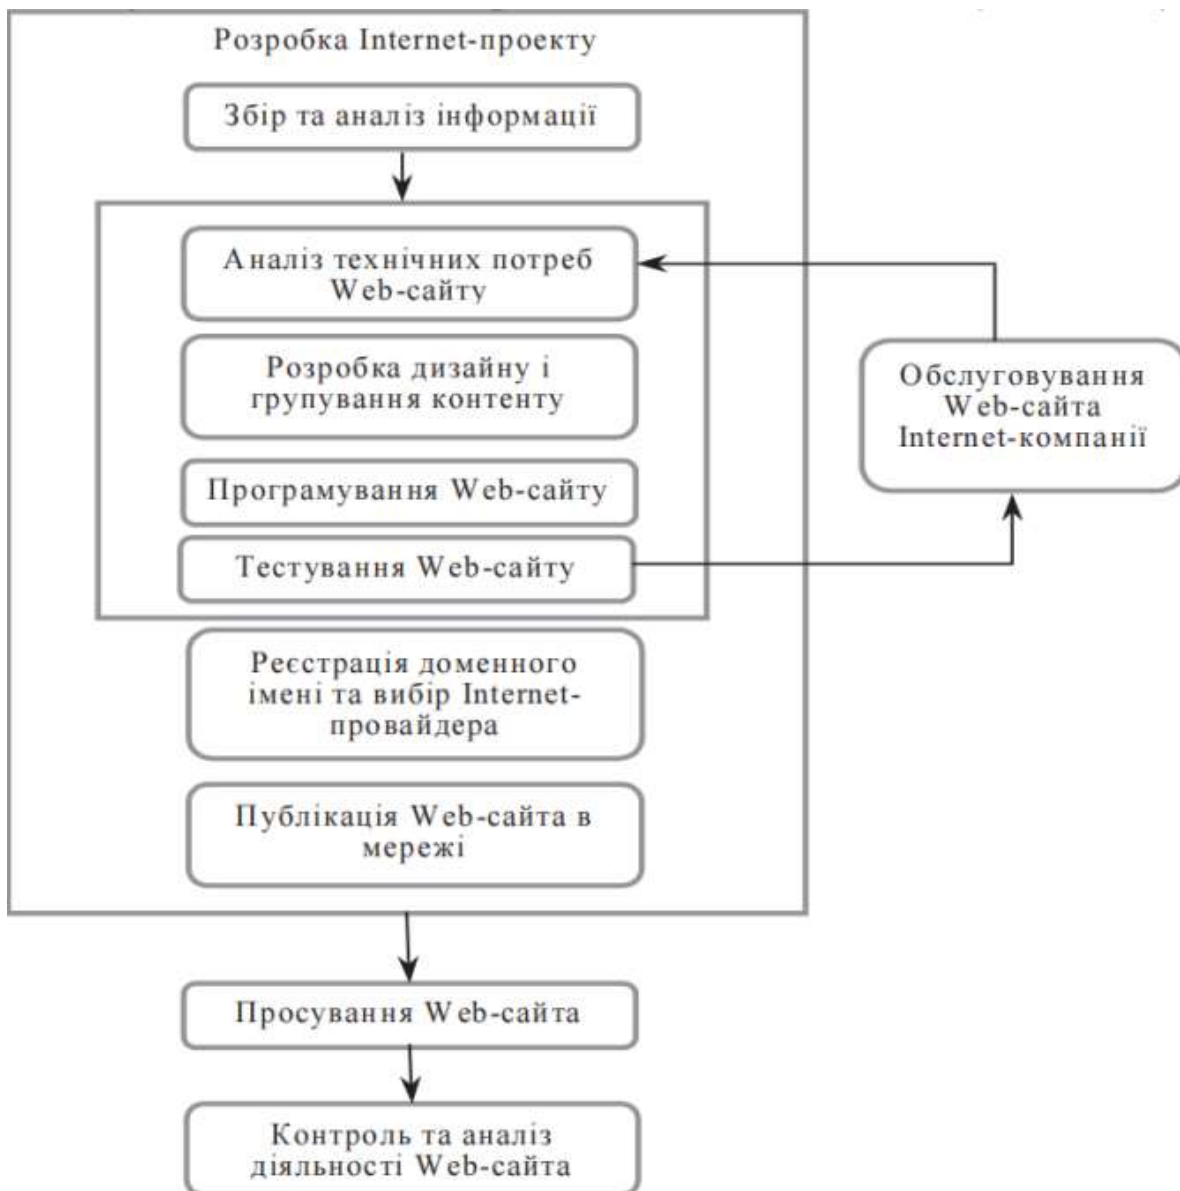 Розробка Internet-проекту
Збір та аналіз інформації
Аналіз технічних потреб
Web-сайту
Розробка дизайну і
групування контенту
Програмування Web-сайту
Тестування Web-сайту
Обслуговування
Web-сайта
Internet-компанії
Реєстрація доменного
імені та вибір Internet-
провайдера
Публікація Web-сайта в
мережі
Просування Web-сайта
Контроль та аналіз
діяльності Web-сайта